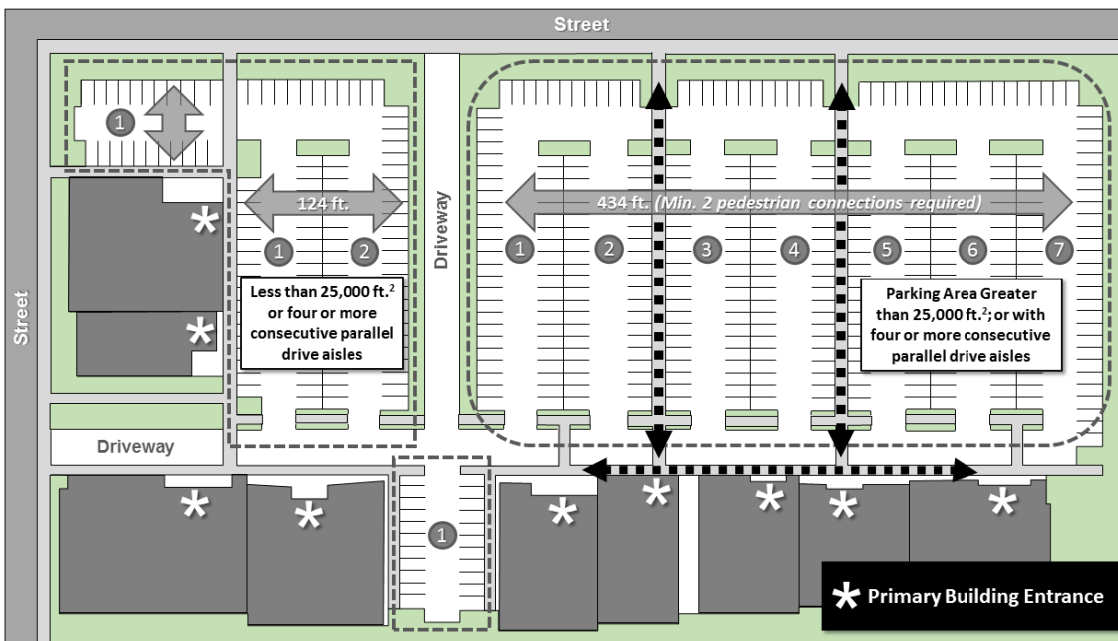 Street
Street
Driveway
Driveway
1
124 ft.
1
2
Less than 25,000 ft.²
or four or more
consecutive parallel
drive aisles
434 ft. (Min. 2 pedestrian connections required)
1
2
3
4
5
6
7
Parking Area Greater
than 25,000 ft.²; or with
four or more consecutive
parallel drive aisles
1
* Primary Building Entrance